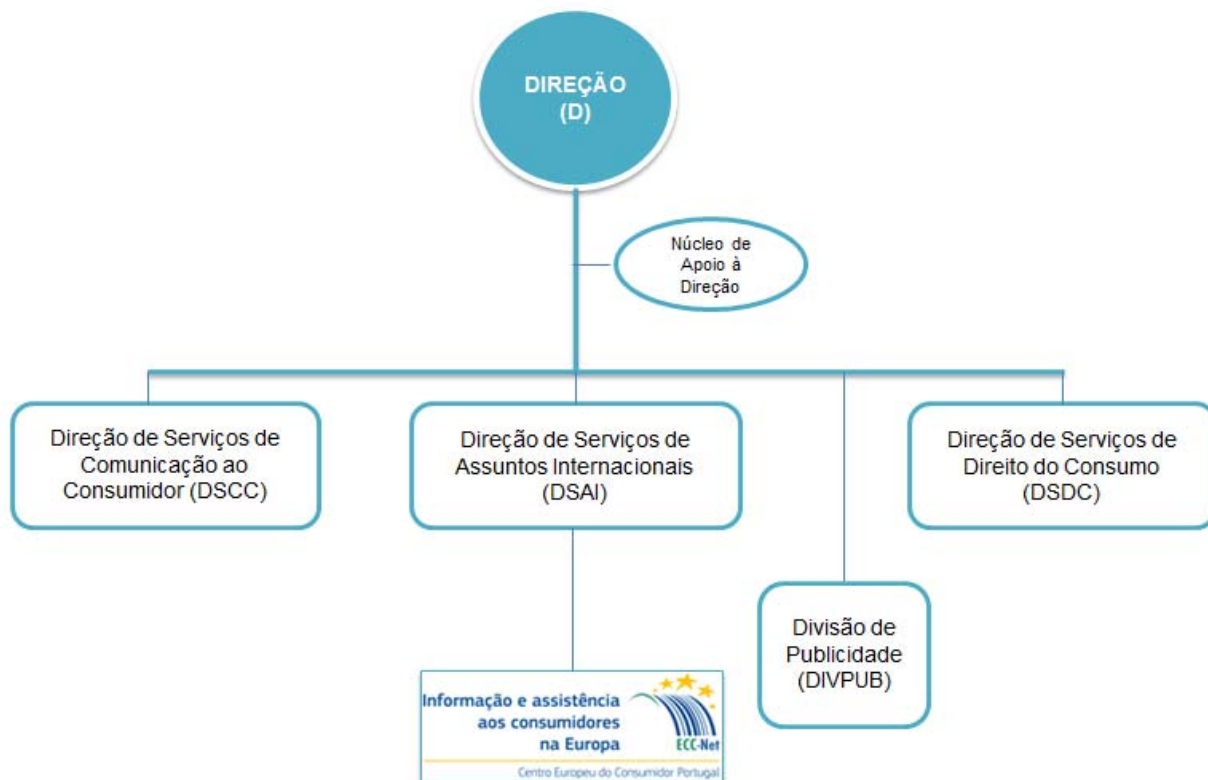 DIREÇÃO
(D)
Núcleo de
Apoio à
Direção
Direção de Serviços de
Comunicação ao
Consumidor (DSCC)
Direção de Serviços de
Assuntos Internacionais
(DSAI)
Direção de Serviços de
Direito do Consumo
(DSDC)
Divisão de
Publicidade
(DIVPUB)
Informação e assistência
aos consumidores
na Europa
ECC-Net
Centro Europeu do Consumidor Portugal